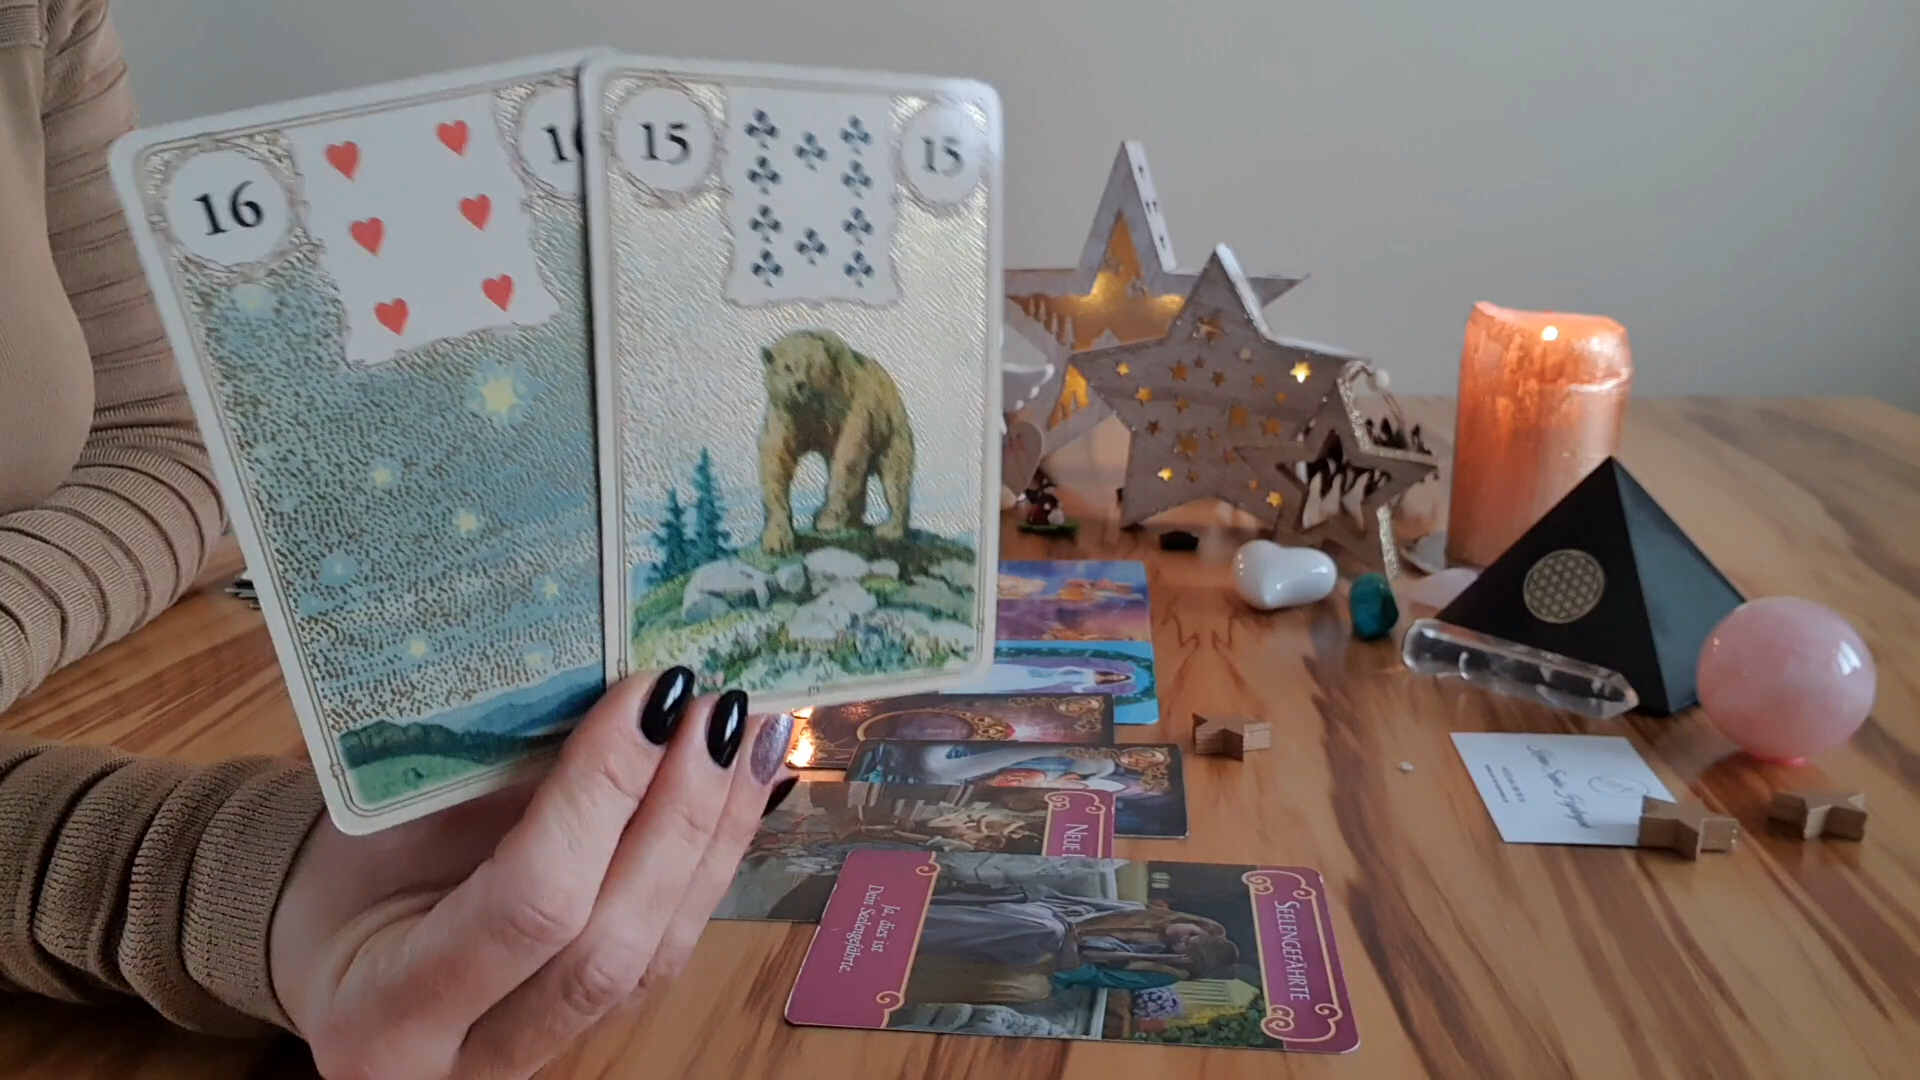 16
16
15
15
NEUE
SEELENGEFÄHRTE
Ja, dies ist
Dein Seelengefährte.